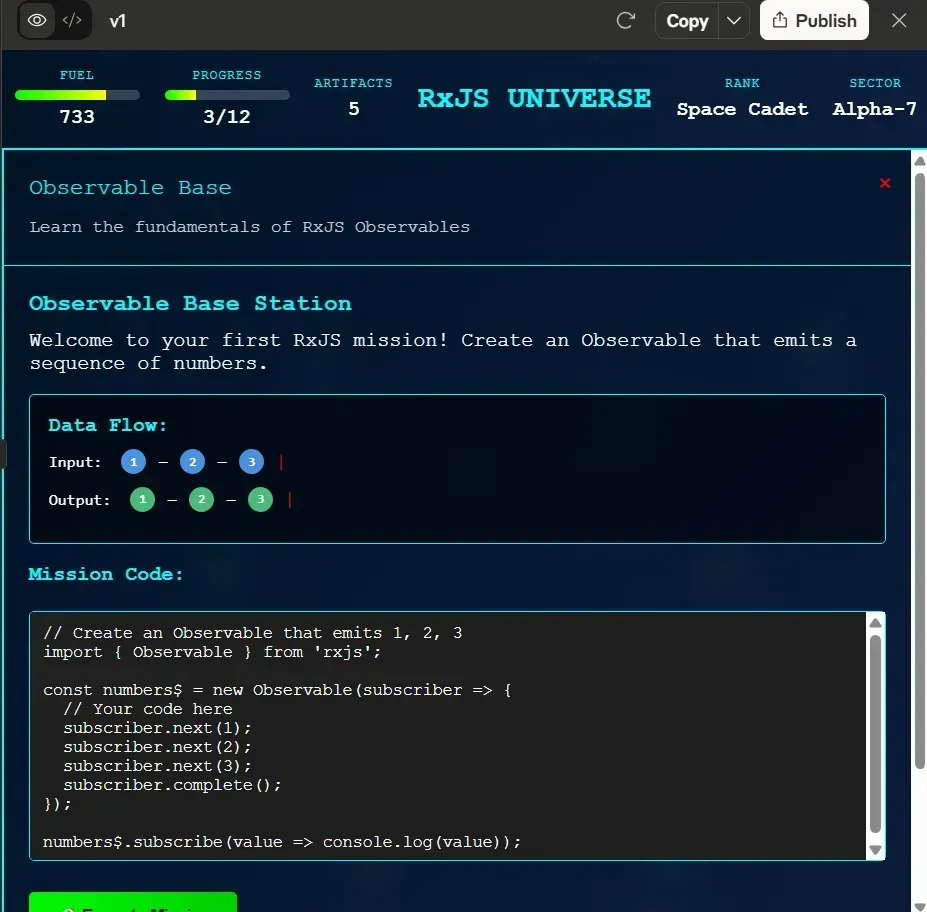 </> v1 Copy Publish
FUEL PROGRESS ARTIFACTS RxJS UNIVERSE RANK SECTOR
733 3/12 5 Space Cadet Alpha-7
Observable Base
Learn the fundamentals of RxJS Observables
Observable Base Station
Welcome to your first RxJS mission! Create an Observable that emits a
sequence of numbers.
Data Flow:
Input: 1 — 2 — 3 |
Output: 1 — 2 — 3 |
Mission Code:
// Create an Observable that emits 1, 2, 3
import { Observable } from 'rxjs';
const numbers$ = new Observable(subscriber => {
// Your code here
subscriber.next(1);
subscriber.next(2);
subscriber.next(3);
subscriber.complete();
});
numbers$.subscribe(value => console.log(value));